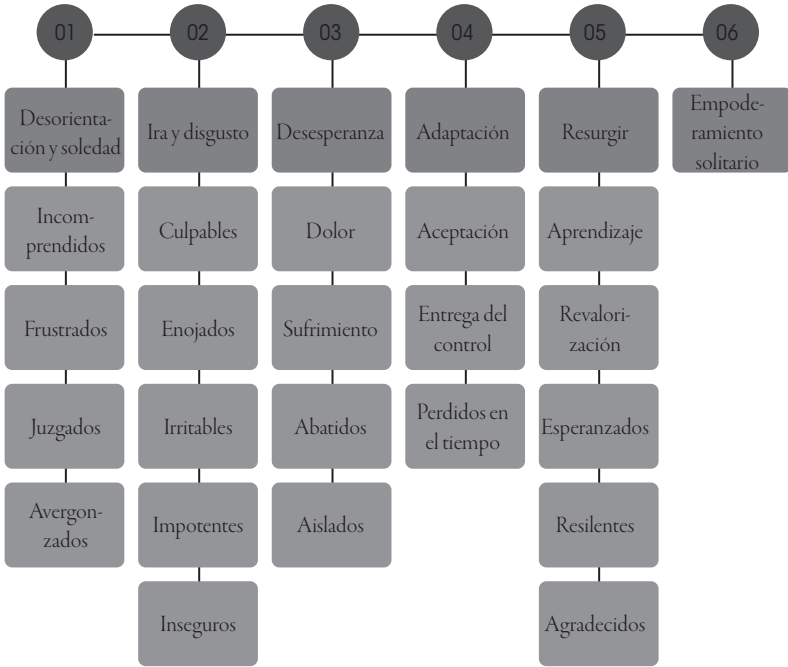 01
02
03
04
05
06
Desorienta-
ción y soledad
Ira y disgusto
Desesperanza
Adaptación
Resurgir
Empode-
ramiento
solitario
Incom-
prendidos
Culpables
Dolor
Aceptación
Aprendizaje
Frustrados
Enojados
Sufrimiento
Entrega del
control
Revalori-
zación
Juzgados
Irritables
Abatidos
Perdidos en
el tiempo
Esperanzados
Avergon-
zados
Impotentes
Aislados
Resilentes
Inseguros
Agradecidos